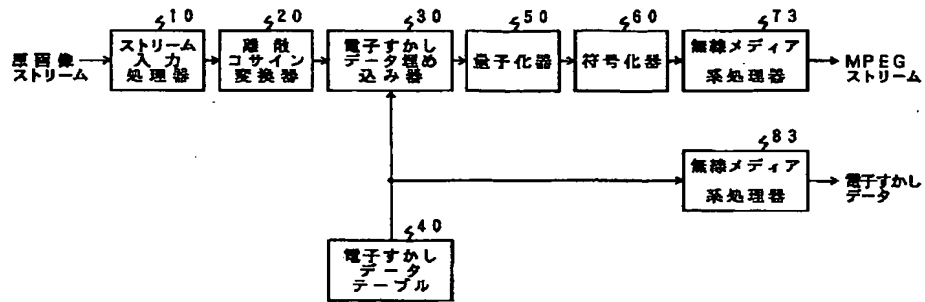 10
20
30
50
60
73
原画像
ストリーム
ストリーム
入力
処理器
離散
コサイン
変換器
電子すかし
データ埋め
込み器
量子化器
符号化器
無線メディア
系処理器
MPEG
ストリーム
83
無線メディア
系処理器
電子すかし
データ
40
電子すかし
データ
テーブル